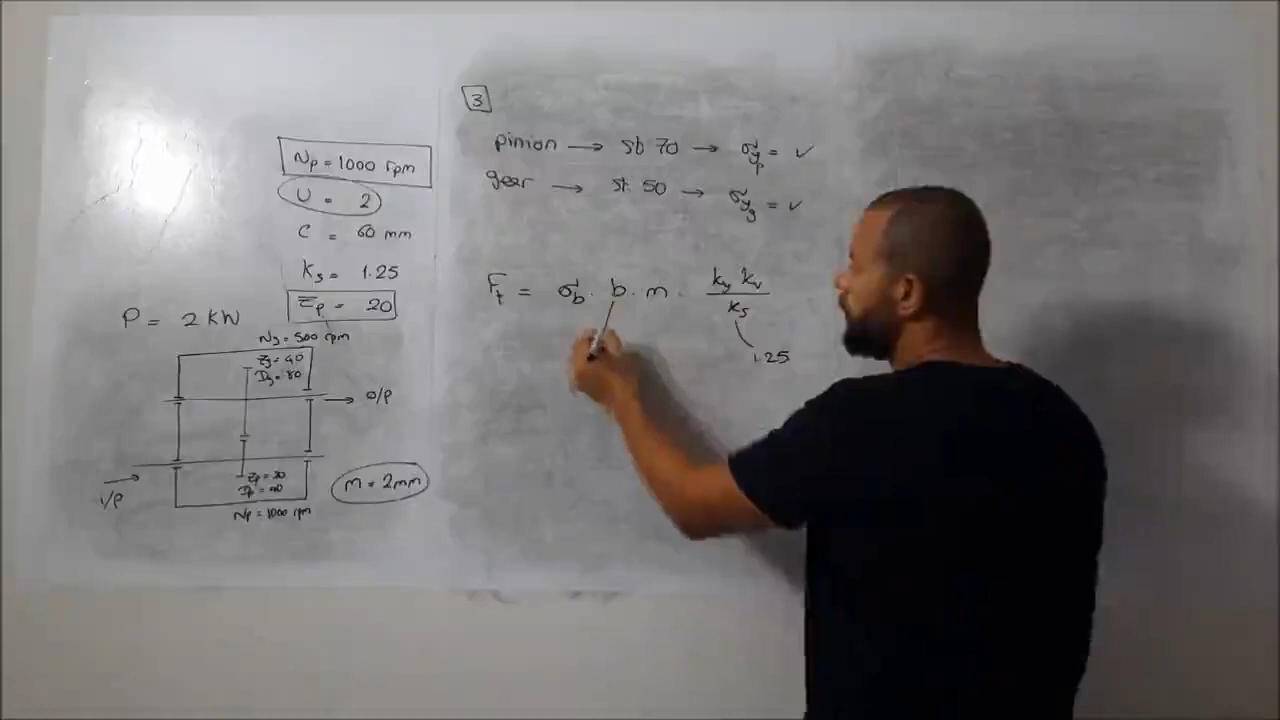 Np = 1000 rpm
U = 2
C = 60 mm
Ks = 1.25
Zp = 20
P = 2 KW
Ng = 500 rpm
Zg = 40
Dg = 80
O/P
Zp = 20
Dp = 40
I/P
Np = 1000 rpm
m = 2mm
3
pinion → st 70 → σyp = ✓
gear → st 50 → σyg = ✓
Ft = σb . b . m . ky kv / ks
1.25